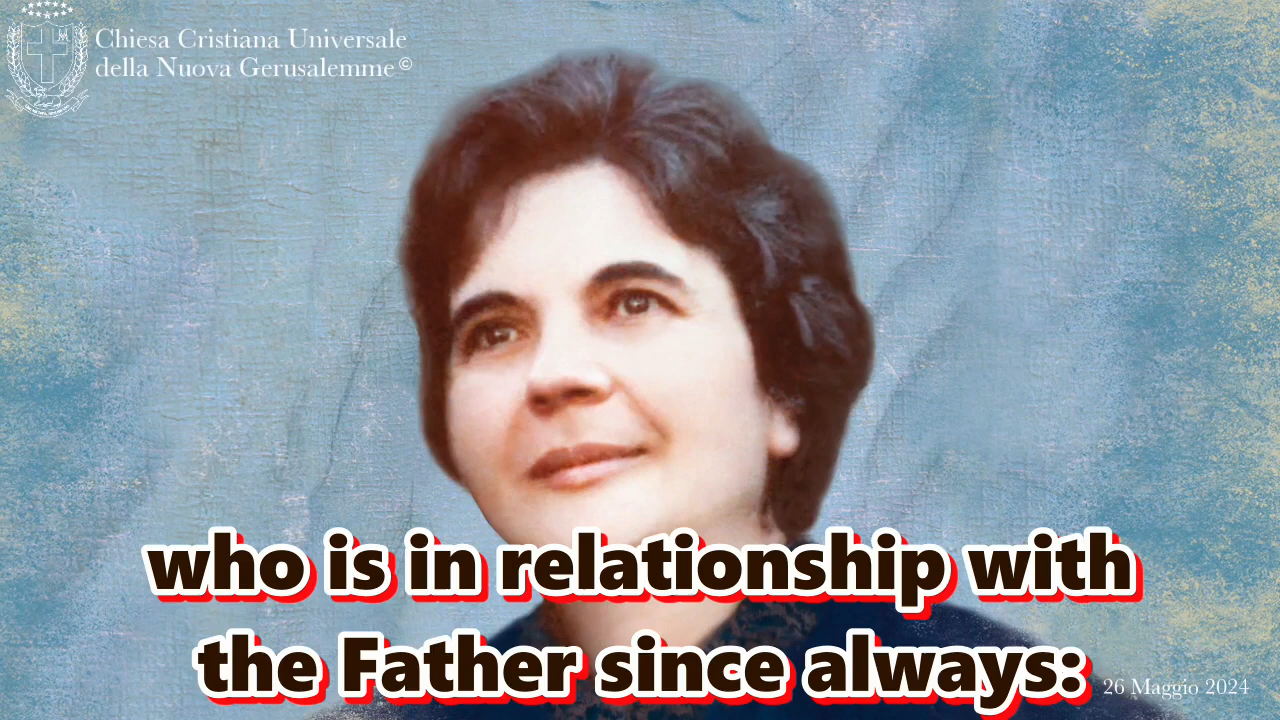 Chiesa Cristiana Universale
della Nuova Gerusalemme©
who is in relationship with
the Father since always:
26 Maggio 2024